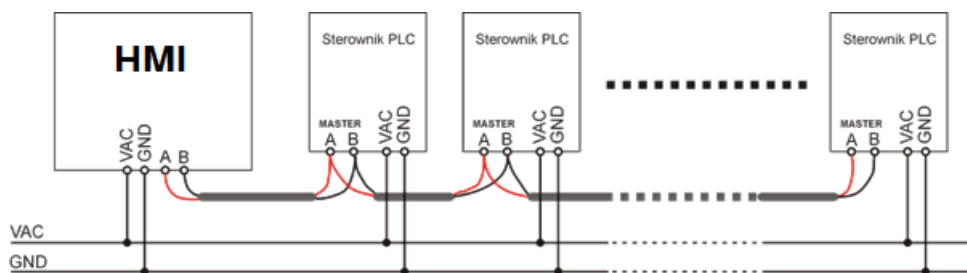 HMI
VAC
GND
A
B
Sterownik PLC
MASTER
A
B
VAC
GND
Sterownik PLC
MASTER
A
B
VAC
GND
Sterownik PLC
MASTER
A
B
VAC
GND
VAC
GND